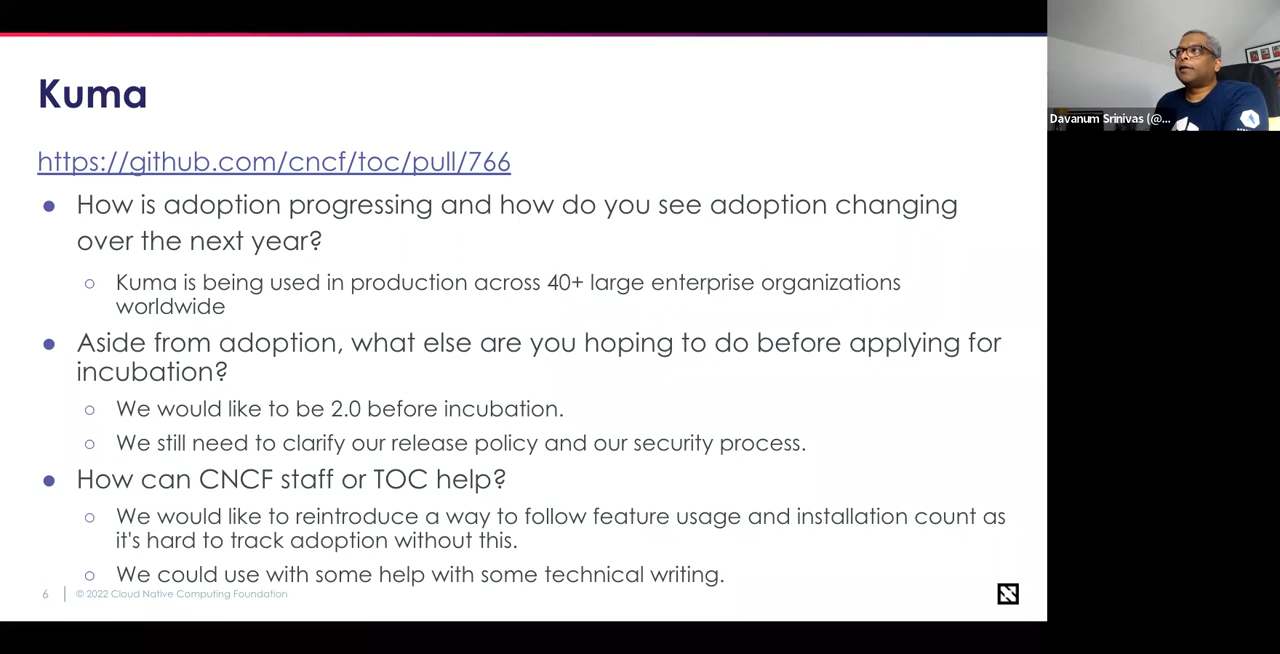 Kuma
https://github.com/cncf/toc/pull/766
● How is adoption progressing and how do you see adoption changing
over the next year?
○ Kuma is being used in production across 40+ large enterprise organizations
worldwide
● Aside from adoption, what else are you hoping to do before applying for
incubation?
○ We would like to be 2.0 before incubation.
○ We still need to clarify our release policy and our security process.
● How can CNCF staff or TOC help?
○ We would like to reintroduce a way to follow feature usage and installation count as
it's hard to track adoption without this.
○ We could use with some help with some technical writing.
6 | © 2022 Cloud Native Computing Foundation
Davanum Srinivas (@...